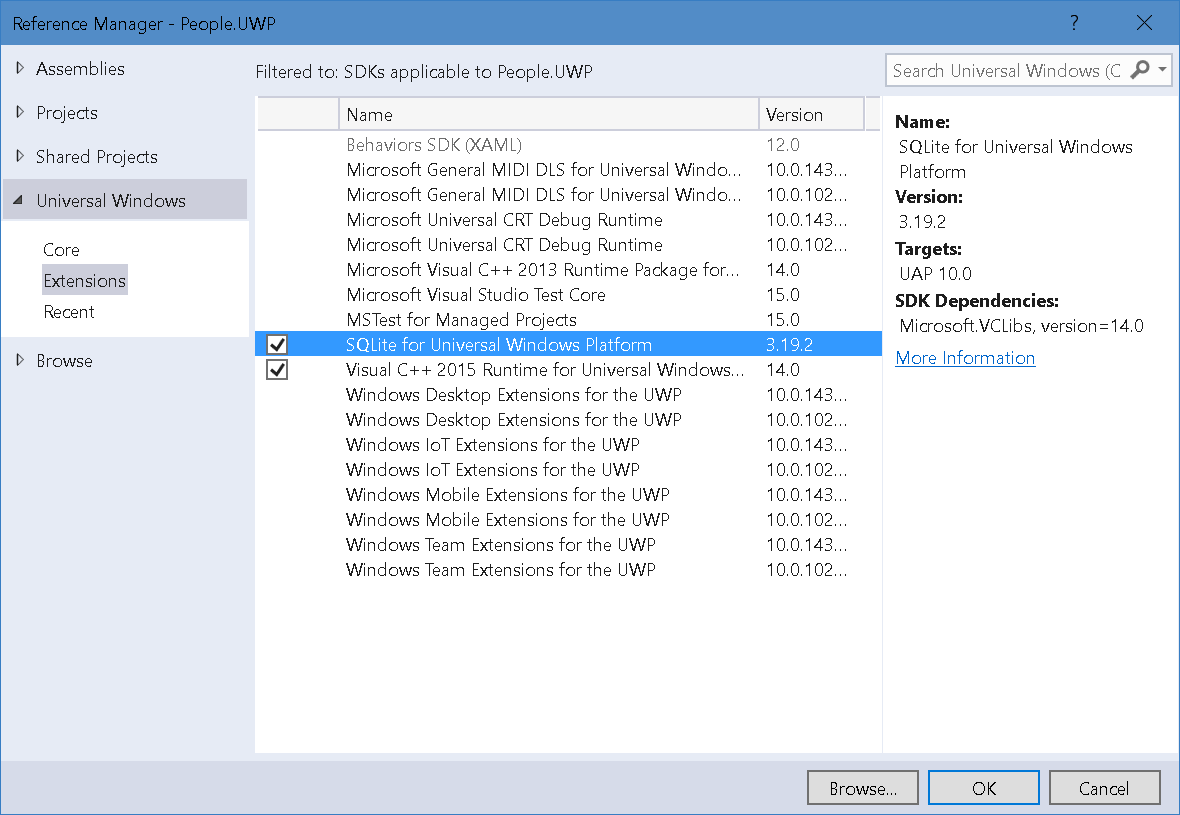 Reference Manager - People.UWP
?
Assemblies
Projects
Shared Projects
Universal Windows
Core
Extensions
Recent
Browse
Filtered to: SDKs applicable to People.UWP
Search Universal Windows (C
Name Version
Behaviors SDK (XAML) 12.0
Microsoft General MIDI DLS for Universal Windo... 10.0.143...
Microsoft General MIDI DLS for Universal Windo... 10.0.102...
Microsoft Universal CRT Debug Runtime 10.0.143...
Microsoft Universal CRT Debug Runtime 10.0.102...
Microsoft Visual C++ 2013 Runtime Package for... 14.0
Microsoft Visual Studio Test Core 15.0
MSTest for Managed Projects 15.0
SQLite for Universal Windows Platform 3.19.2
Visual C++ 2015 Runtime for Universal Windows... 14.0
Windows Desktop Extensions for the UWP 10.0.143...
Windows Desktop Extensions for the UWP 10.0.102...
Windows IoT Extensions for the UWP 10.0.143...
Windows IoT Extensions for the UWP 10.0.102...
Windows Mobile Extensions for the UWP 10.0.143...
Windows Mobile Extensions for the UWP 10.0.102...
Windows Team Extensions for the UWP 10.0.143...
Windows Team Extensions for the UWP 10.0.102...
Name:
SQLite for Universal Windows
Platform
Version:
3.19.2
Targets:
UAP 10.0
SDK Dependencies:
Microsoft.VCLibs, version=14.0
More Information
Browse... OK Cancel